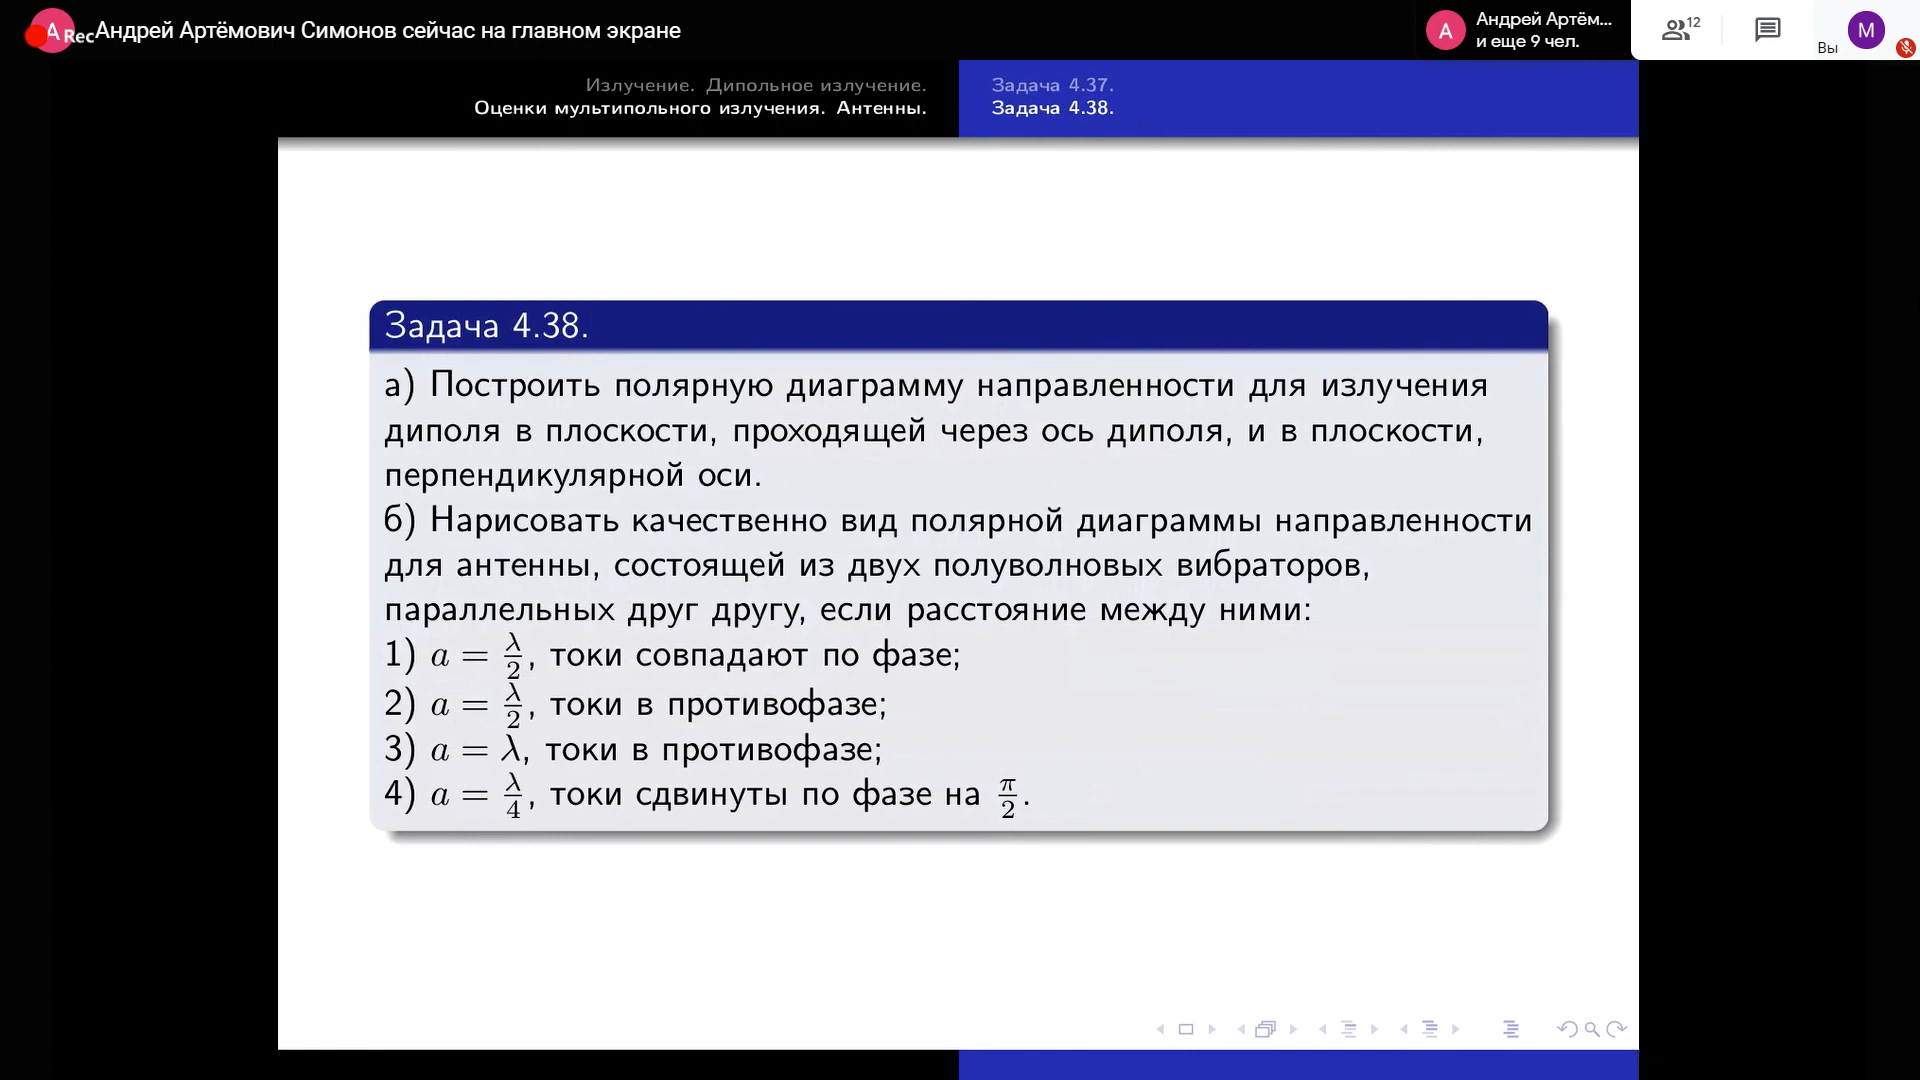 Rec Андрей Артёмович Симонов сейчас на главном экране
А
А
Андрей Артём...
и еще 9 чел.
12
Вы
М
Излучение. Дипольное излучение.
Оценки мультипольного излучения. Антенны.
Задача 4.37.
Задача 4.38.
Задача 4.38.
а) Построить полярную диаграмму направленности для излучения
диполя в плоскости, проходящей через ось диполя, и в плоскости,
перпендикулярной оси.
б) Нарисовать качественно вид полярной диаграммы направленности
для антенны, состоящей из двух полуволновых вибраторов,
параллельных друг другу, если расстояние между ними:
1) a = λ/2, токи совпадают по фазе;
2) a = λ/2, токи в противофазе;
3) a = λ, токи в противофазе;
4) a = λ/4, токи сдвинуты по фазе на π/2.